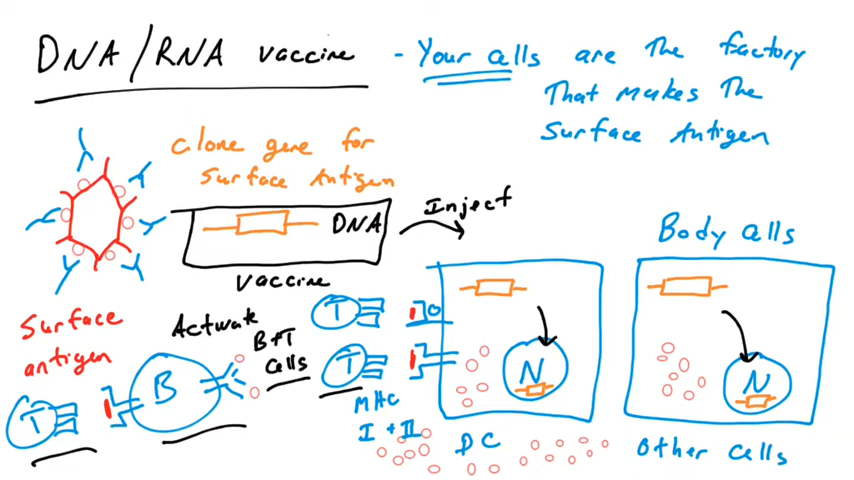 DNA/RNA vaccine
- Your cells are the factory
that makes the
surface antigen
clone gene for
surface antigen
DNA
vaccine
Inject
Body cells
Surface
antigen
Activate
B+T
cells
T
B
T
T
MHC
I + II
N
DC
N
other cells